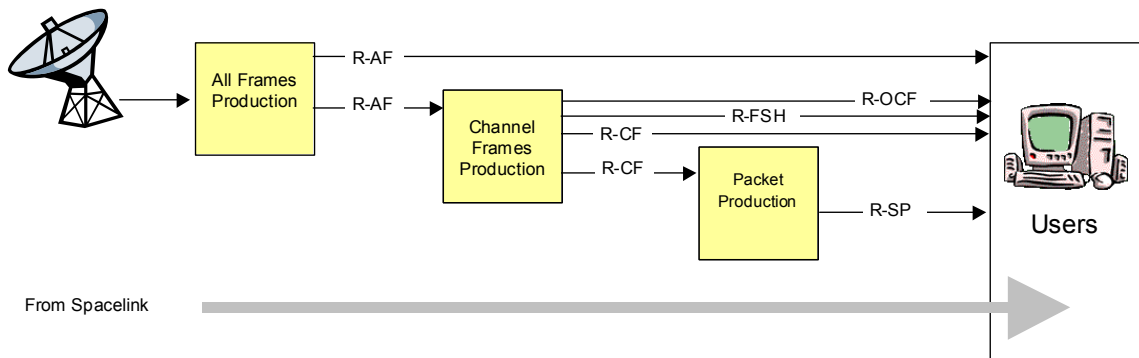 R-AF
All Frames
Production
R-AF
R-OCF
R-FSH
Channel
Frames
Production
R-CF
R-CF
Packet
Production
R-SP
Users
From Spacelink